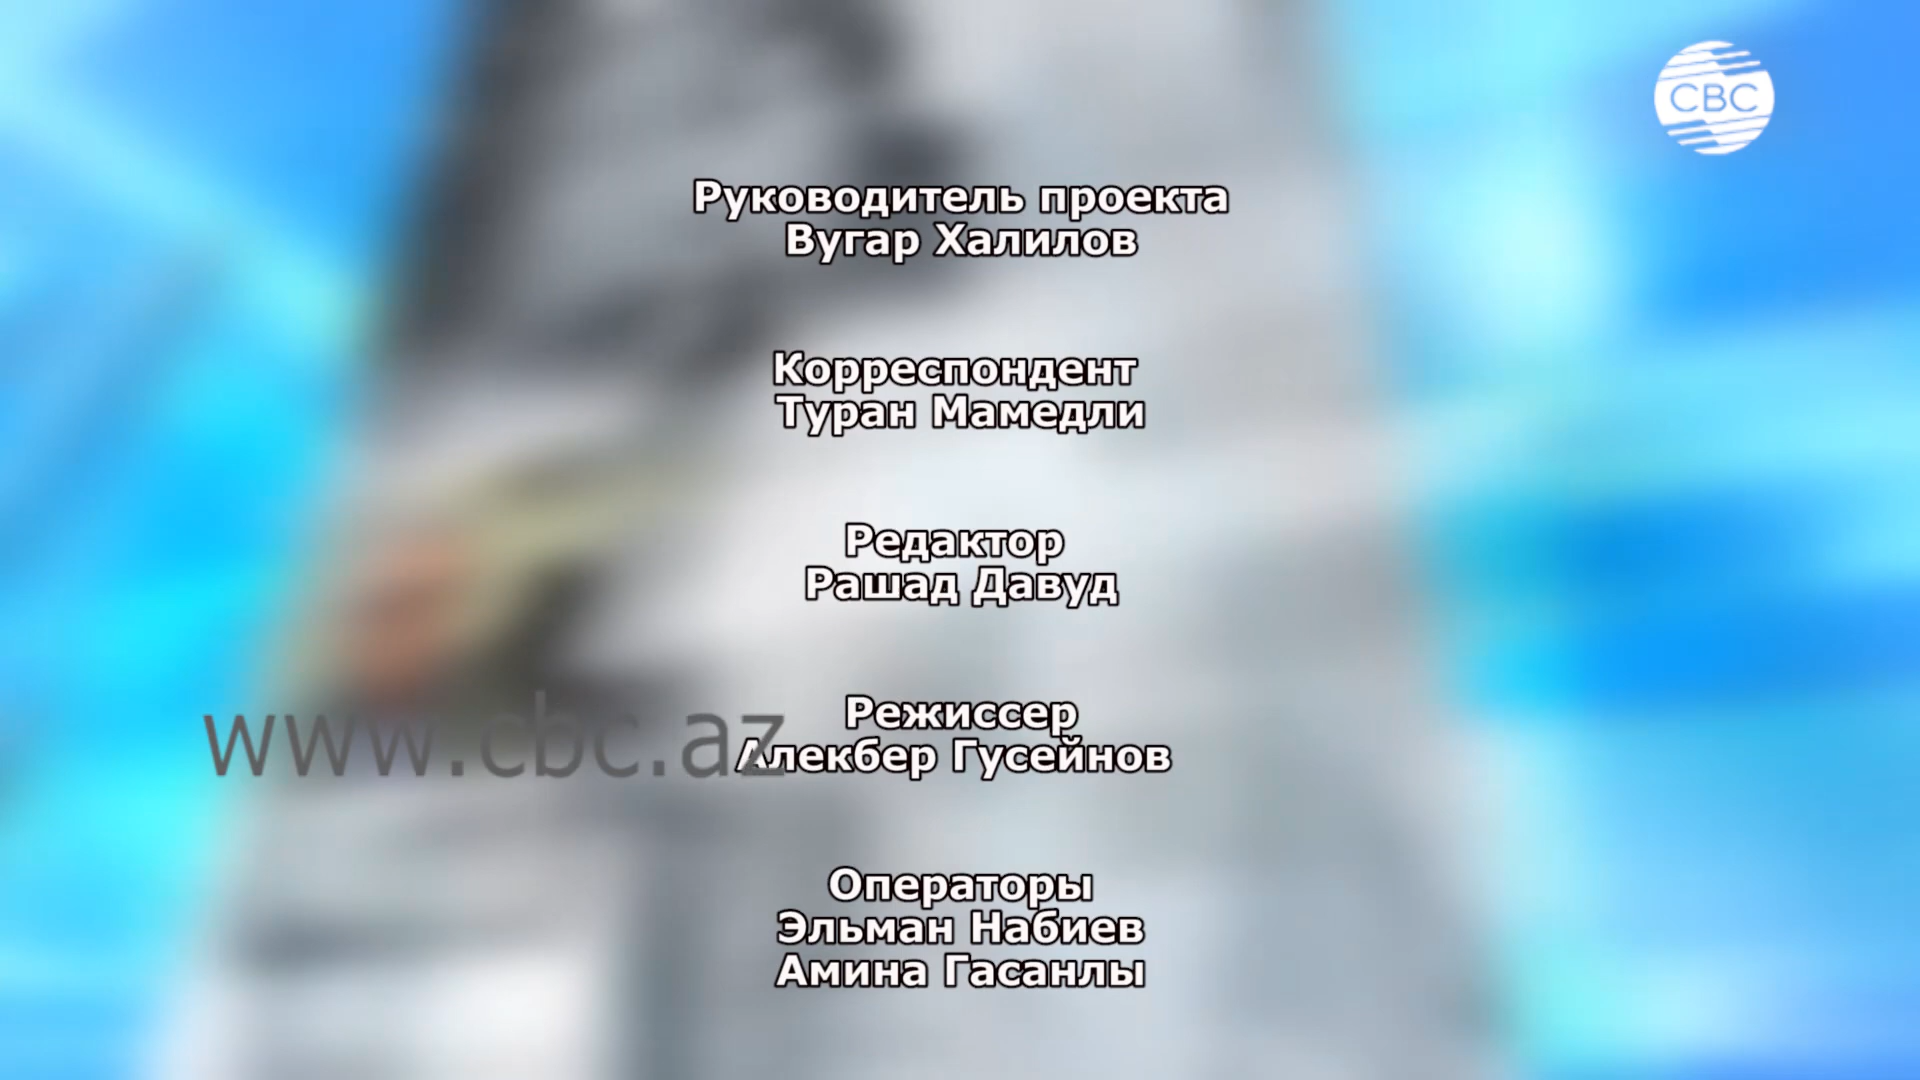 CBC
Руководитель проекта
Вугар Халилов
Корреспондент
Туран Мамедли
Редактор
Рашад Давуд
Режиссер
www.cbc.az
Алекбер Гусейнов
Операторы
Эльман Набиев
Амина Гасанлы